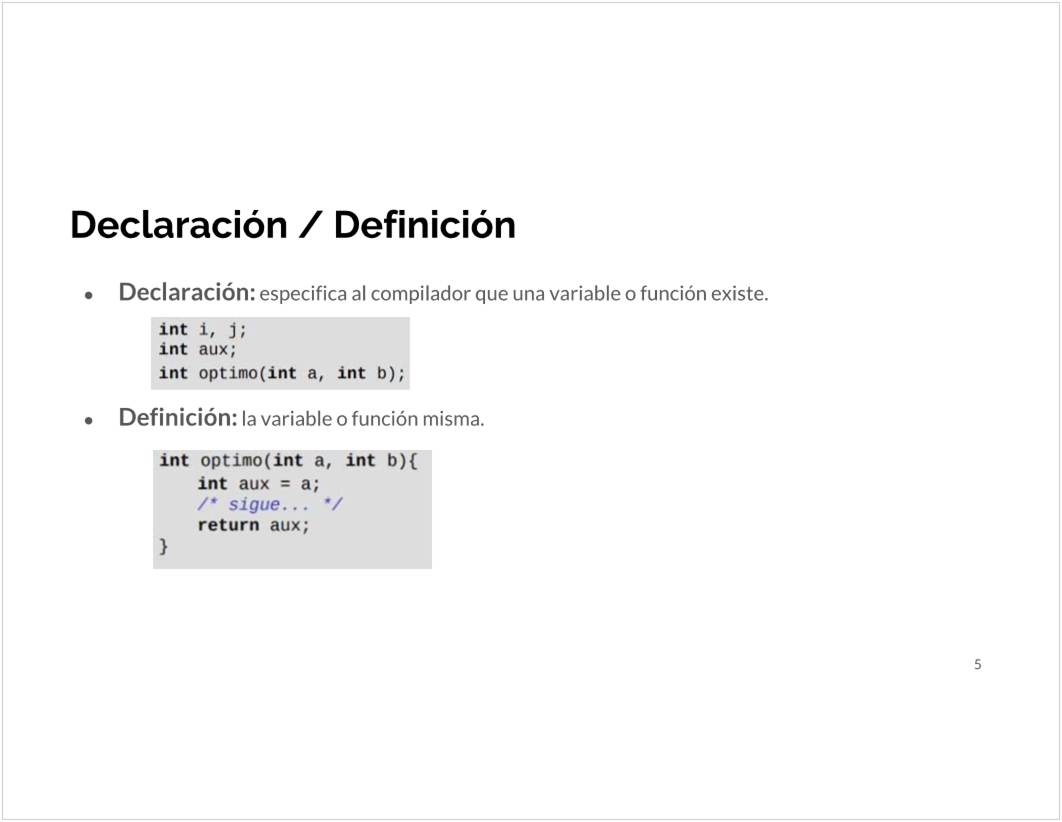 Declaración / Definición
● Declaración: especifica al compilador que una variable o función existe.
int i, j;
int aux;
int optimo(int a, int b);
● Definición: la variable o función misma.
int optimo(int a, int b){
    int aux = a;
    /* sigue... */
    return aux;
}
5